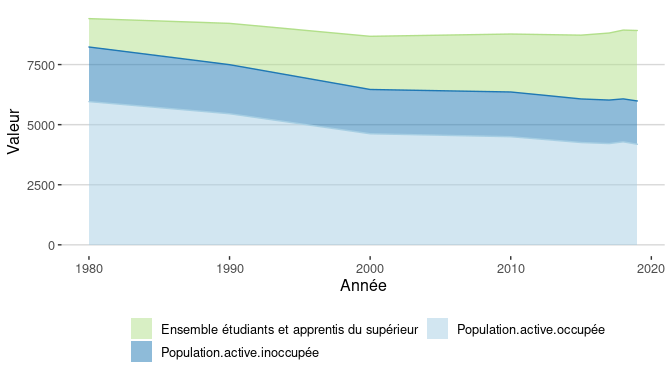 Valeur
7500
5000
2500
0
1980 1990 2000 2010 2020
Année
Ensemble étudiants et apprentis du supérieur Population.active.occupée
Population.active.inoccupée